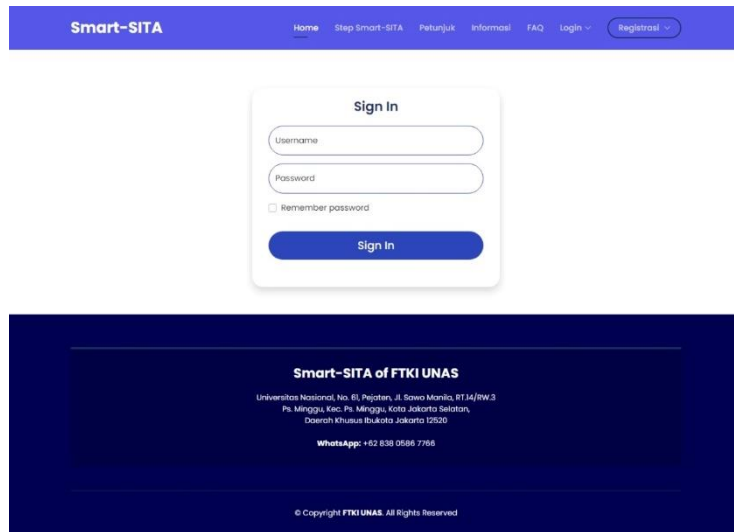 Smart-SITA
Home Step Smart-SITA Petunjuk Informasi FAQ Login Registrasi
Sign In
Username
Password
Remember password
Sign In
Smart-SITA of FTKI UNAS
Universitas Nasional, No. 61, Pejaten, Jl. Sawo Manila, RT.14/RW.3
Ps. Minggu, Kec. Ps. Minggu, Kota Jakarta Selatan,
Daerah Khusus Ibukota Jakarta 12520
WhatsApp: +62 838 0586 7766
© Copyright FTKI UNAS. All Rights Reserved